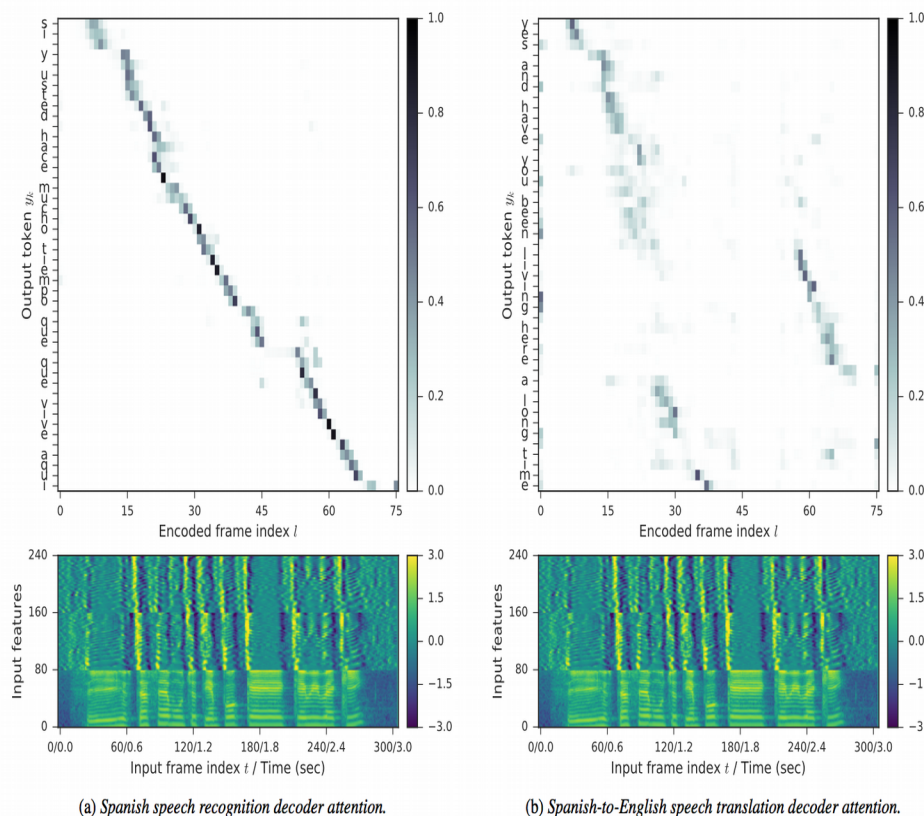 Output token y_k
s
i
y
u
s
t
e
d
h
a
c
e
m
u
c
h
o
t
i
e
m
p
o
q
u
e
q
u
e
v
i
v
e
a
q
u
i
0 15 30 45 60 75
Encoded frame index l
1.0
0.8
0.6
0.4
0.2
0.0
Output token y_k
y
e
s
a
n
d
h
a
v
e
y
o
u
b
e
e
n
l
i
v
i
n
g
h
e
r
e
a
l
o
n
g
t
i
m
e
0 15 30 45 60 75
Encoded frame index l
1.0
0.8
0.6
0.4
0.2
0.0
Input features
240
160
80
0
0/0.0 60/0.6 120/1.2 180/1.8 240/2.4 300/3.0
Input frame index t / Time (sec)
3.0
1.5
0.0
−1.5
−3.0
Input features
240
160
80
0
0/0.0 60/0.6 120/1.2 180/1.8 240/2.4 300/3.0
Input frame index t / Time (sec)
3.0
1.5
0.0
−1
−3
(a) Spanish speech recognition decoder attention.
(b) Spanish-to-English speech translation decoder attention.